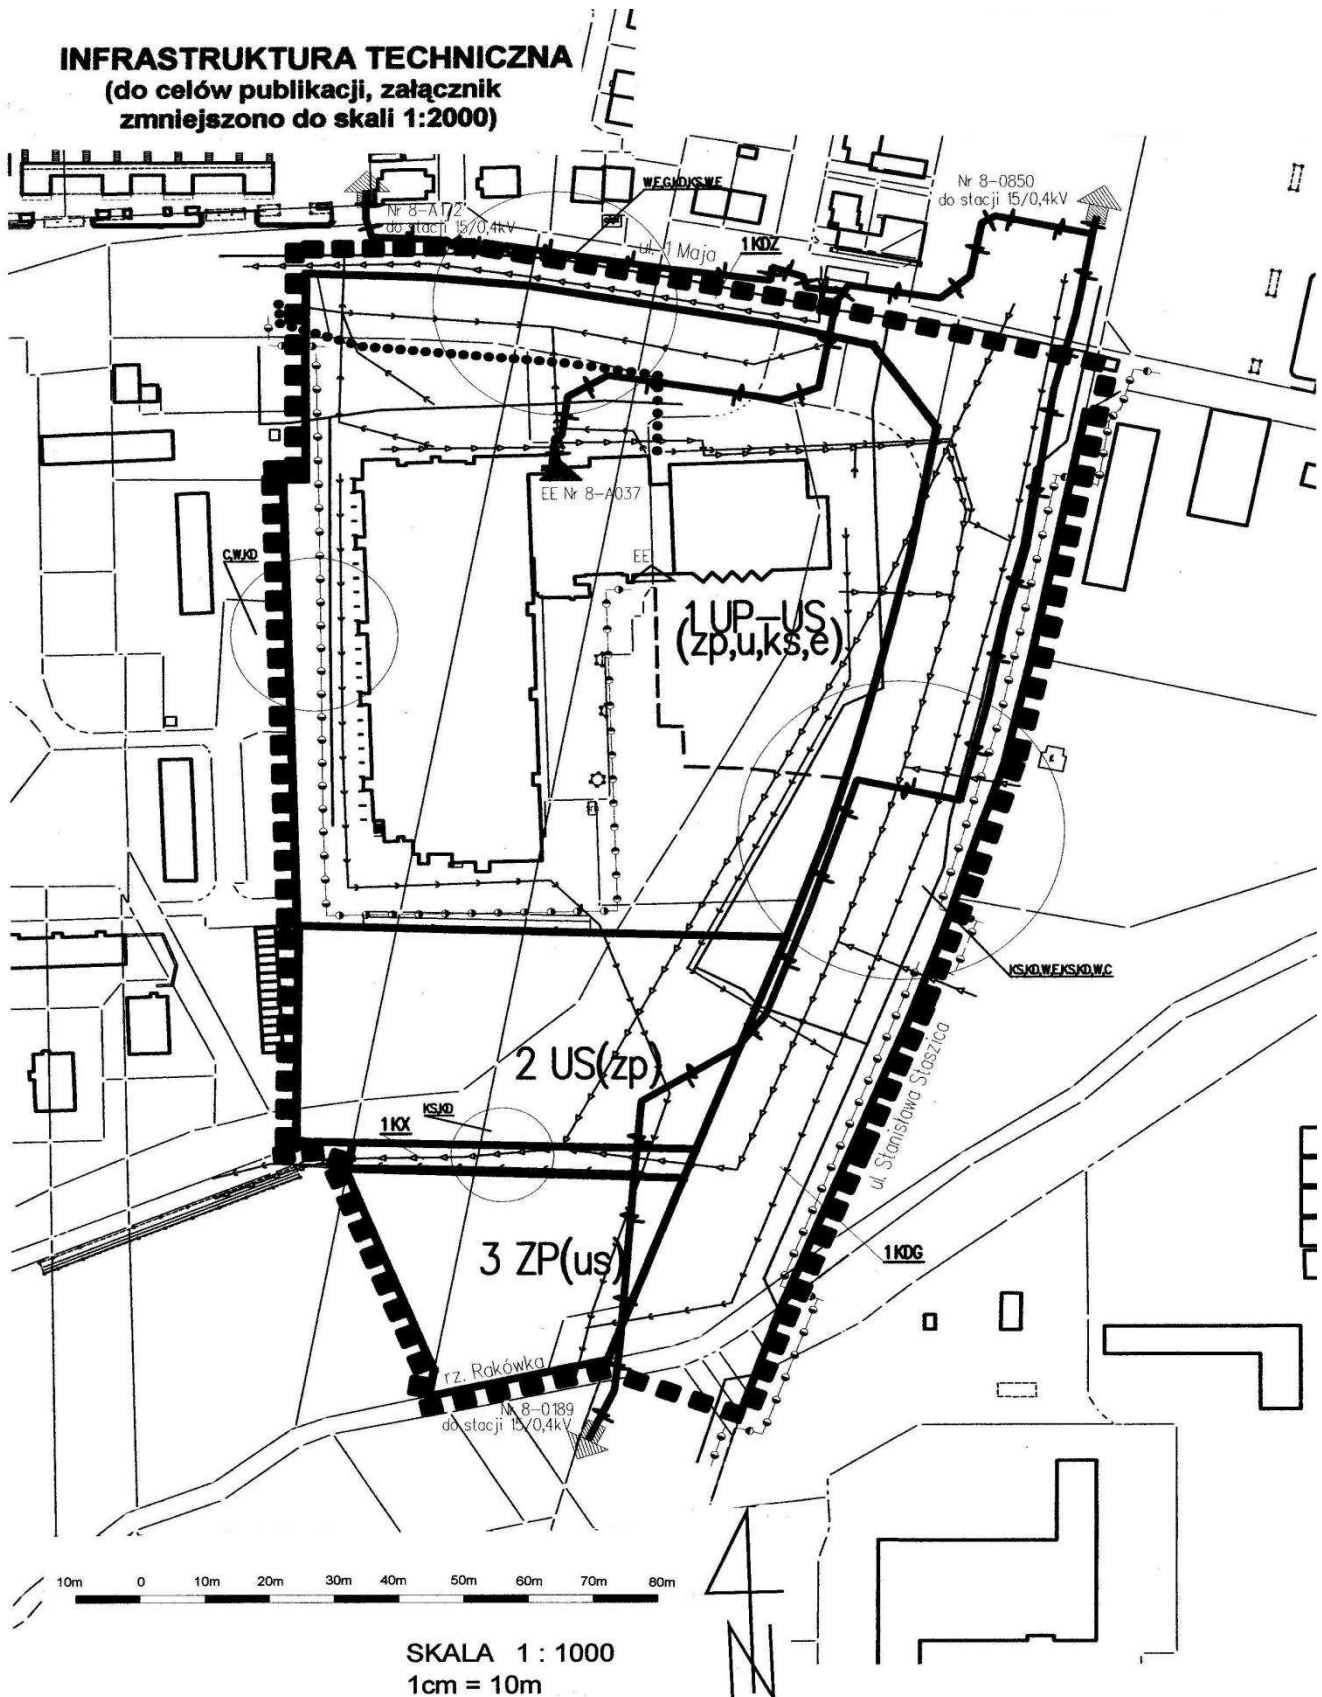 INFRASTRUKTURA TECHNICZNA
(do celów publikacji, załącznik
zmniejszono do skali 1:2000)
W,E,G,KD,KS,W,E
Nr 8-0850
do stacji 15/0,4kV
Nr 8-A172
do stacji 15/0,4kV
ul. 1 Maja
1KDZ
EE Nr 8-A037
C,W,KD
EE
1 UP-US
(zp,u,ks,e)
KS,KD,W,E,KS,KD,W,C
ul. Stanisława Staszica
2 US(zp)
KS,KD
1KX
3 ZP(us)
1KDG
rz. Rakówka
Nr 8-0189
do stacji 15/0,4kV
10m 0 10m 20m 30m 40m 50m 60m 70m 80m
N
SKALA 1 : 1000
1cm = 10m